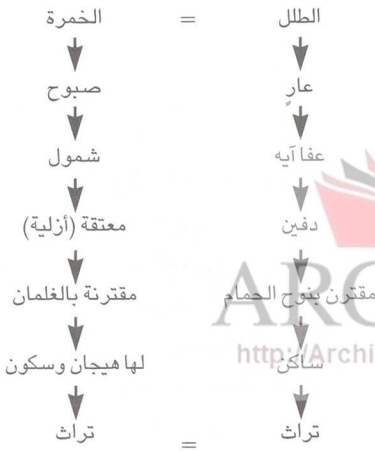 الطلل = الخمرة
عارٍ صبوح
عفا آيه شمول
دفين معتقة (أزلية)
مقترن بنوح الحمام مقترنة بالغلمان
ساكن لها هيجان وسكون
تراث = تراث
ARC
http://Archi